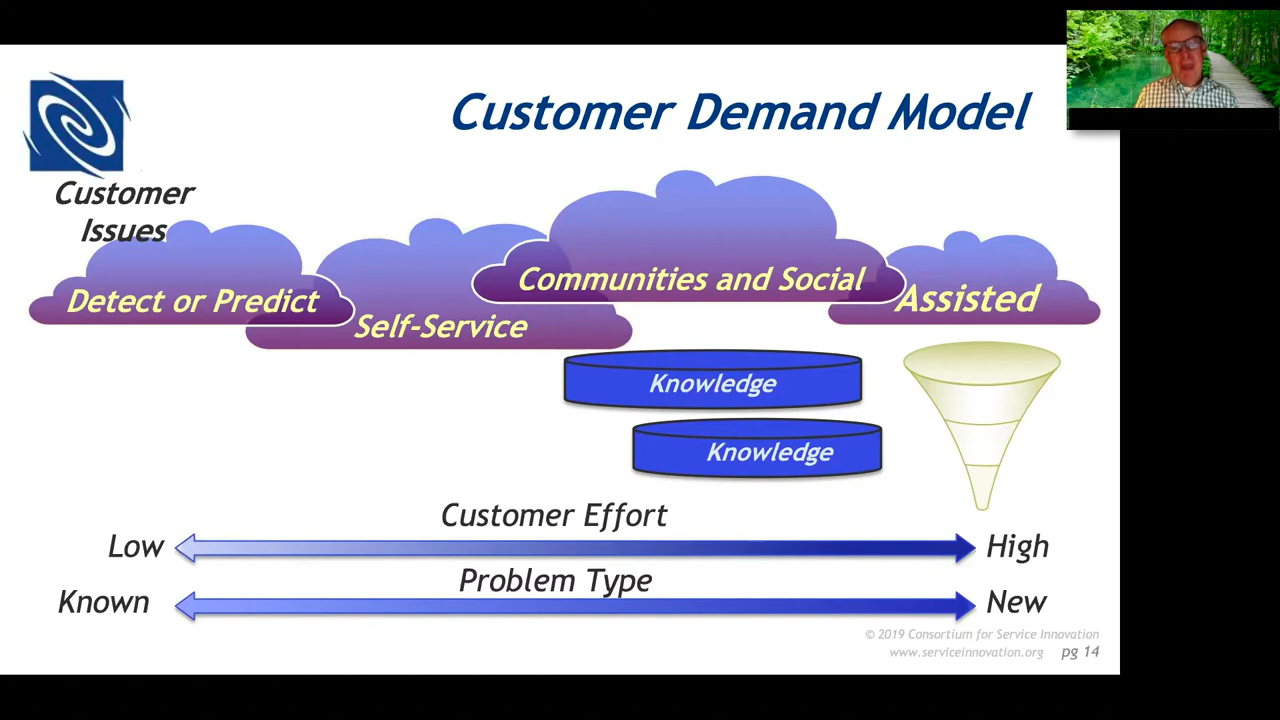 Customer Demand Model
Customer
Issues
Detect or Predict
Self-Service
Communities and Social
Assisted
Knowledge
Knowledge
Customer Effort
Low
High
Problem Type
Known
New
© 2019 Consortium for Service Innovation
www.serviceinnovation.org pg 14